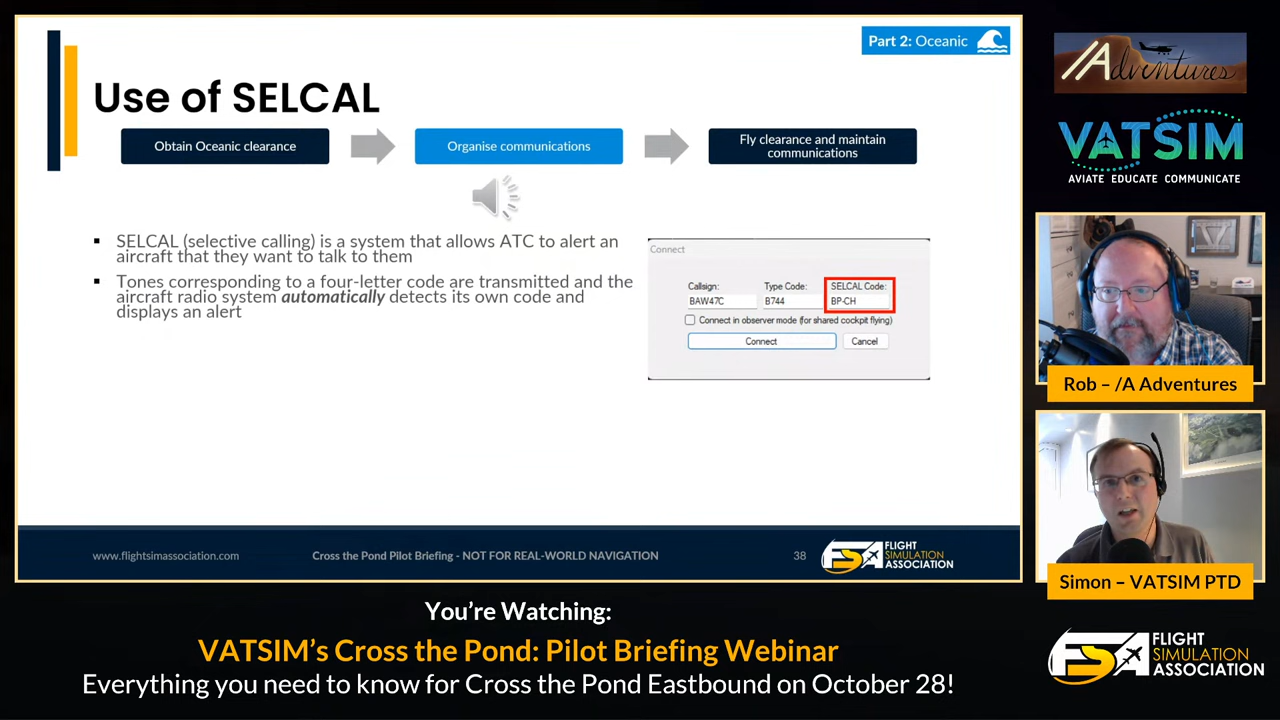 Part 2: Oceanic
Use of SELCAL
Obtain Oceanic clearance
Organise communications
Fly clearance and maintain
communications
▪ SELCAL (selective calling) is a system that allows ATC to alert an
aircraft that they want to talk to them
▪ Tones corresponding to a four-letter code are transmitted and the
aircraft radio system automatically detects its own code and
displays an alert
Connect
Callsign: Type Code: SELCAL Code:
BAW47C B744 BP-CH
Connect in observer mode (for shared cockpit flying)
Connect Cancel
www.flightsimassociation.com
Cross the Pond Pilot Briefing - NOT FOR REAL-WORLD NAVIGATION
38
FSA
FLIGHT
SIMULATION
ASSOCIATION
/Adventures
VATSIM
AVIATE EDUCATE COMMUNICATE
Rob – /A Adventures
Simon – VATSIM PTD
You're Watching:
VATSIM's Cross the Pond: Pilot Briefing Webinar
Everything you need to know for Cross the Pond Eastbound on October 28!
FSA
FLIGHT
SIMULATION
ASSOCIATION